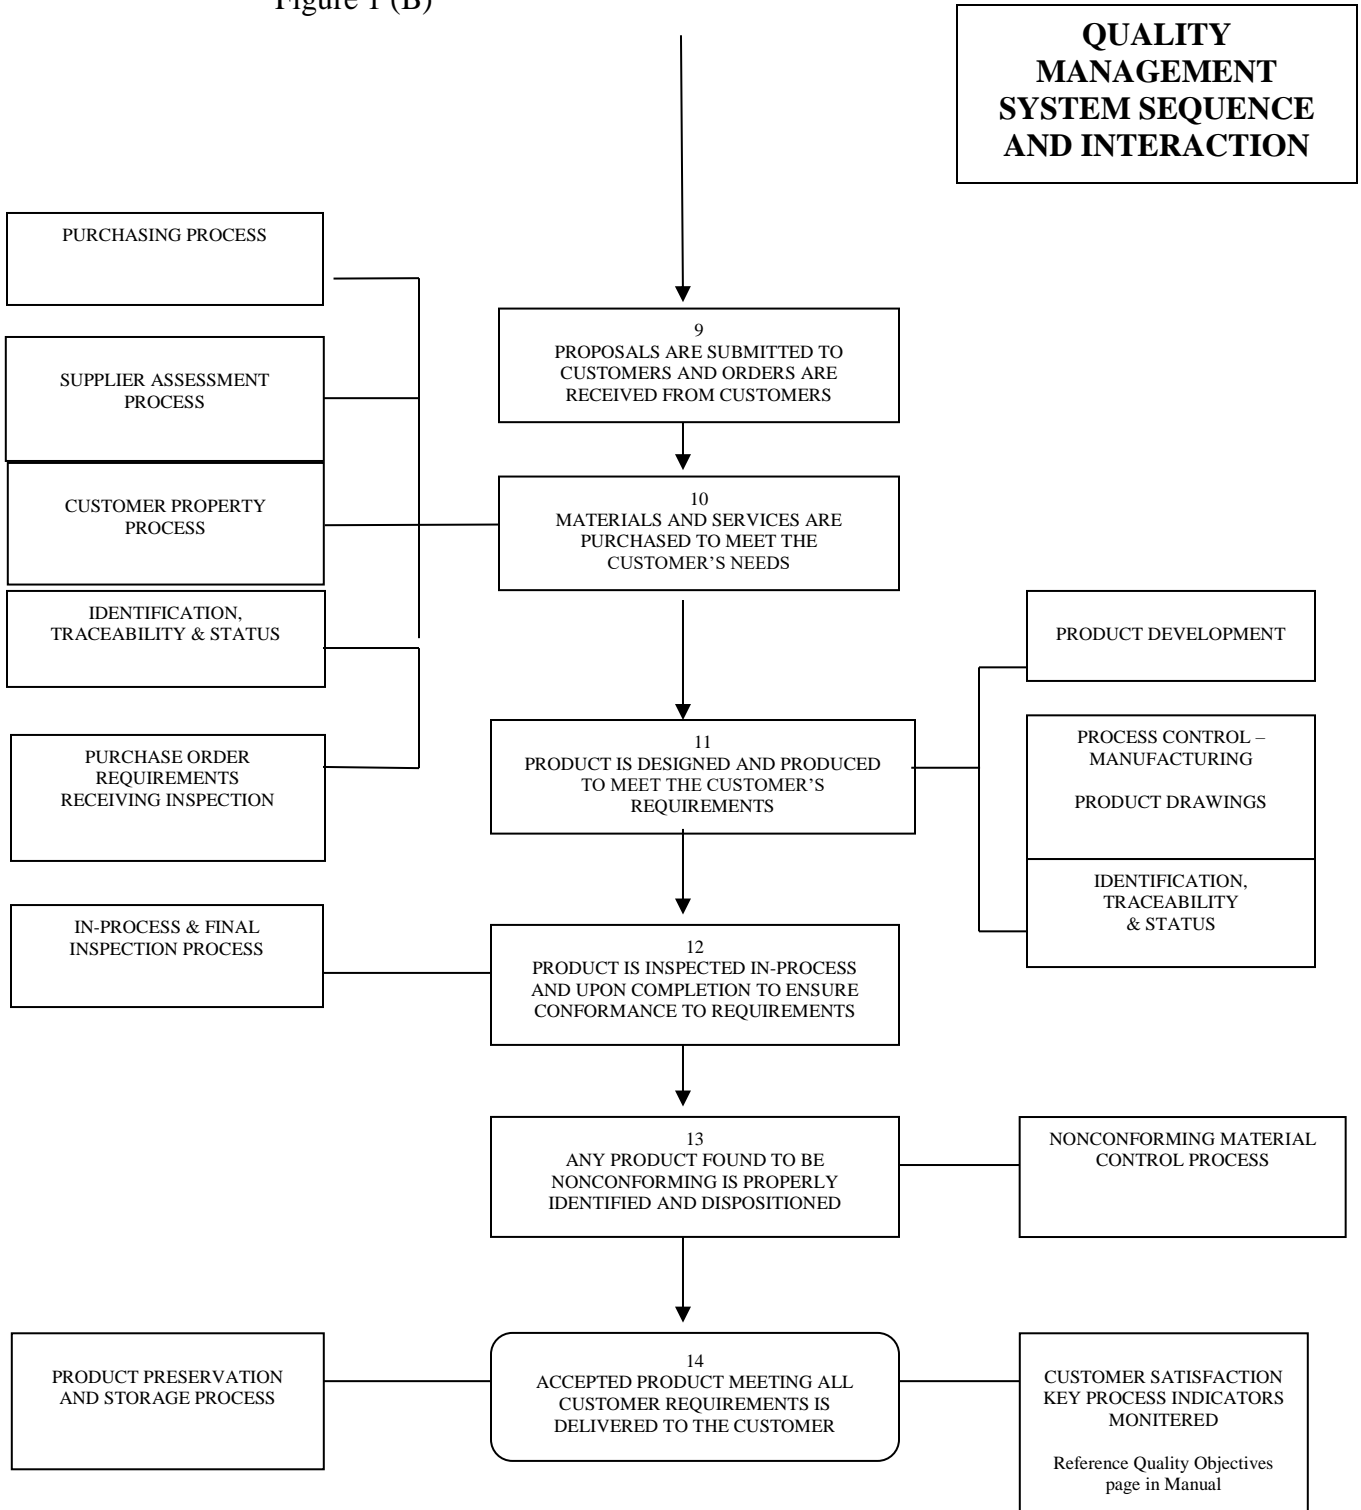 Figure 1 (B)
QUALITY
MANAGEMENT
SYSTEM SEQUENCE
AND INTERACTION
PURCHASING PROCESS
9
PROPOSALS ARE SUBMITTED TO
CUSTOMERS AND ORDERS ARE
RECEIVED FROM CUSTOMERS
SUPPLIER ASSESSMENT
PROCESS
CUSTOMER PROPERTY
PROCESS
10
MATERIALS AND SERVICES ARE
PURCHASED TO MEET THE
CUSTOMER’S NEEDS
IDENTIFICATION,
TRACEABILITY & STATUS
PRODUCT DEVELOPMENT
PURCHASE ORDER
REQUIREMENTS
RECEIVING INSPECTION
11
PRODUCT IS DESIGNED AND PRODUCED
TO MEET THE CUSTOMER’S
REQUIREMENTS
PROCESS CONTROL –
MANUFACTURING
PRODUCT DRAWINGS
IDENTIFICATION,
TRACEABILITY
& STATUS
IN-PROCESS & FINAL
INSPECTION PROCESS
12
PRODUCT IS INSPECTED IN-PROCESS
AND UPON COMPLETION TO ENSURE
CONFORMANCE TO REQUIREMENTS
13
ANY PRODUCT FOUND TO BE
NONCONFORMING IS PROPERLY
IDENTIFIED AND DISPOSITIONED
NONCONFORMING MATERIAL
CONTROL PROCESS
PRODUCT PRESERVATION
AND STORAGE PROCESS
14
ACCEPTED PRODUCT MEETING ALL
CUSTOMER REQUIREMENTS IS
DELIVERED TO THE CUSTOMER
CUSTOMER SATISFACTION
KEY PROCESS INDICATORS
MONITERED
Reference Quality Objectives
page in Manual